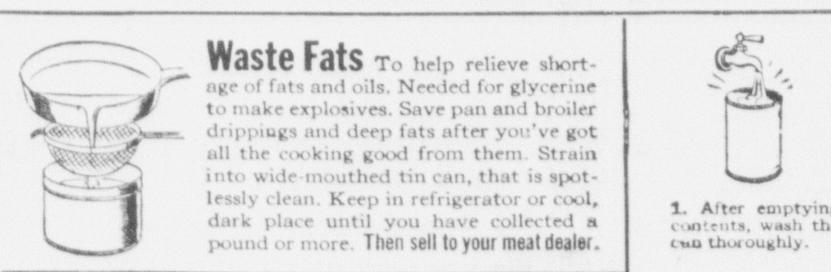 Waste Fats To help relieve short-
age of fats and oils. Needed for glycerine
to make explosives. Save pan and broiler
drippings and deep fats after you've got
all the cooking good from them. Strain
into wide-mouthed tin can, that is spot-
lessly clean. Keep in refrigerator or cool,
dark place until you have collected a
pound or more. Then sell to your meat dealer.
1. After emptyin
contents, wash th
can thoroughly.